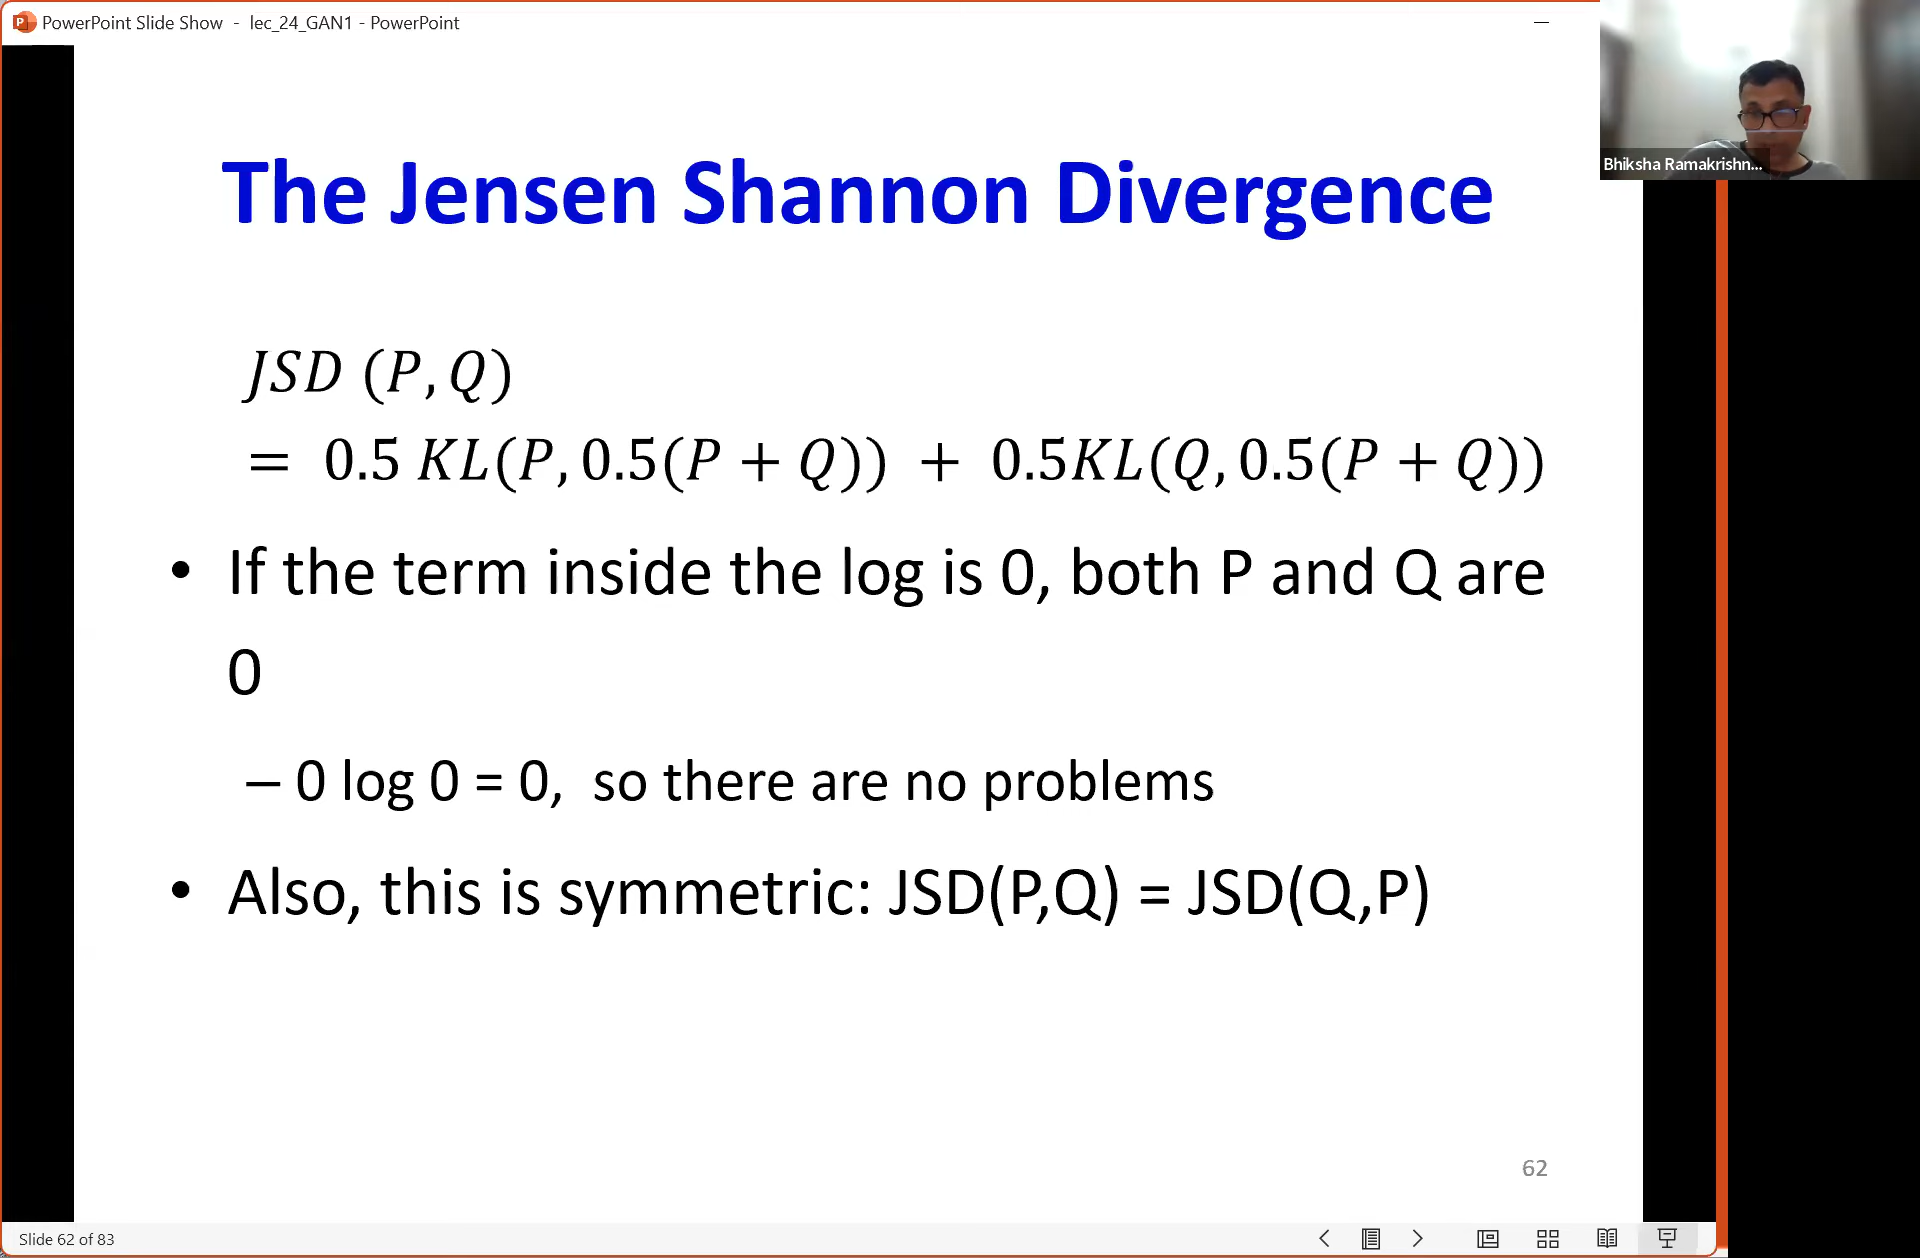 PowerPoint Slide Show - lec_24_GAN1 - PowerPoint
Bhiksha Ramakrishn...
The Jensen Shannon Divergence
JSD (P,Q)
= 0.5 KL(P, 0.5(P + Q)) + 0.5KL(Q, 0.5(P + Q))
• If the term inside the log is 0, both P and Q are
0
– 0 log 0 = 0, so there are no problems
• Also, this is symmetric: JSD(P,Q) = JSD(Q,P)
62
Slide 62 of 83